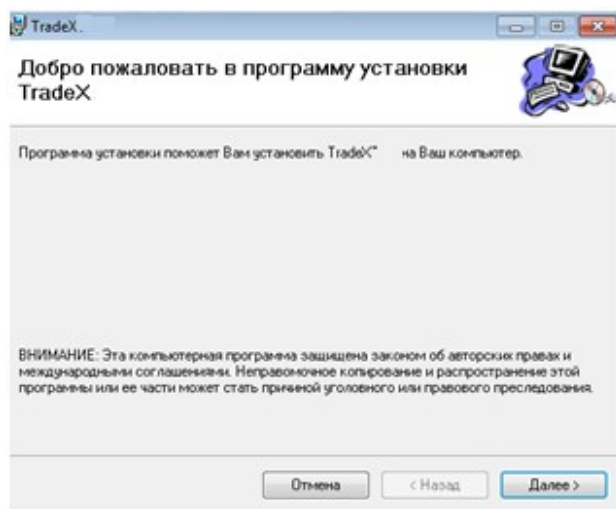 TradeX.
Добро пожаловать в программу установки
TradeX
Программа установки поможет Вам установить TradeX" на Ваш компьютер.
ВНИМАНИЕ: Эта компьютерная программа защищена законом об авторских правах и
международными соглашениями. Неправомочное копирование и распространение этой
программы или ее части может стать причиной уголовного или правового преследования.
Отмена
< Назад
Далее >